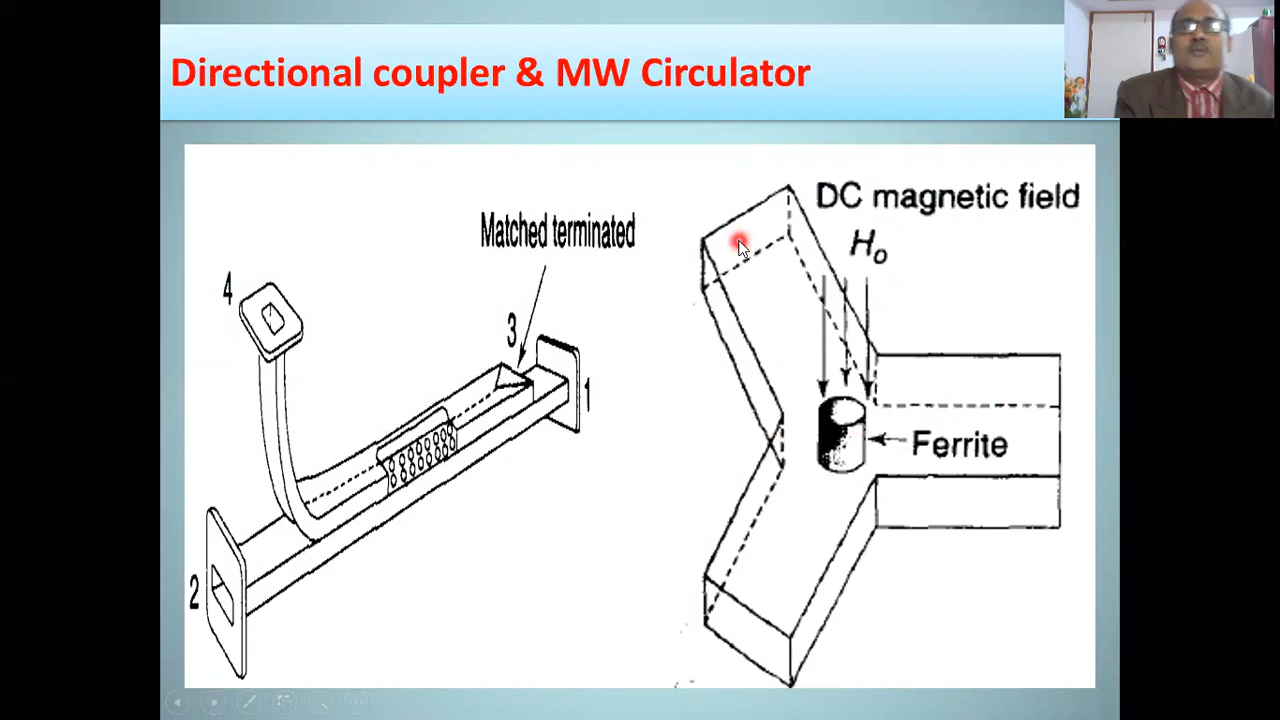 Directional coupler & MW Circulator
Matched terminated
4
3
1
2
DC magnetic field
Ho
Ferrite